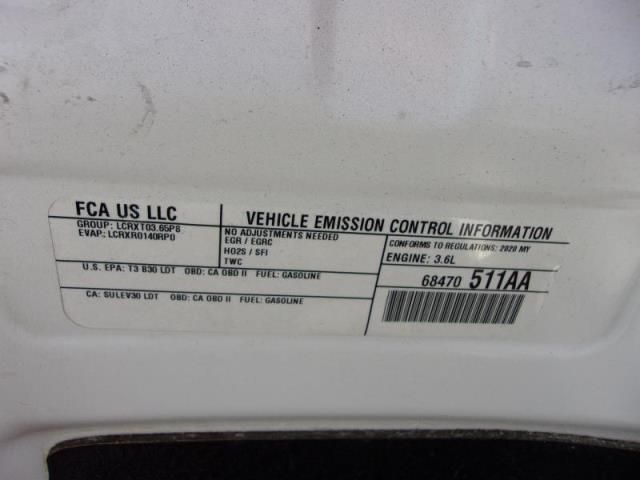 FCA US LLC
GROUP: LCRXT03.65P8
EVAP: LCRXR0140RP0
VEHICLE EMISSION CONTROL INFORMATION
NO ADJUSTMENTS NEEDED
EGR / EGRC
HO2S / SFI
TWC
CONFORMS TO REGULATIONS: 2020 MY
ENGINE: 3.6L
U.S. EPA: T3 B30 LDT OBD: CA OBD II FUEL: GASOLINE
CA: SULEV30 LDT OBD: CA OBD II FUEL: GASOLINE
68470 511AA